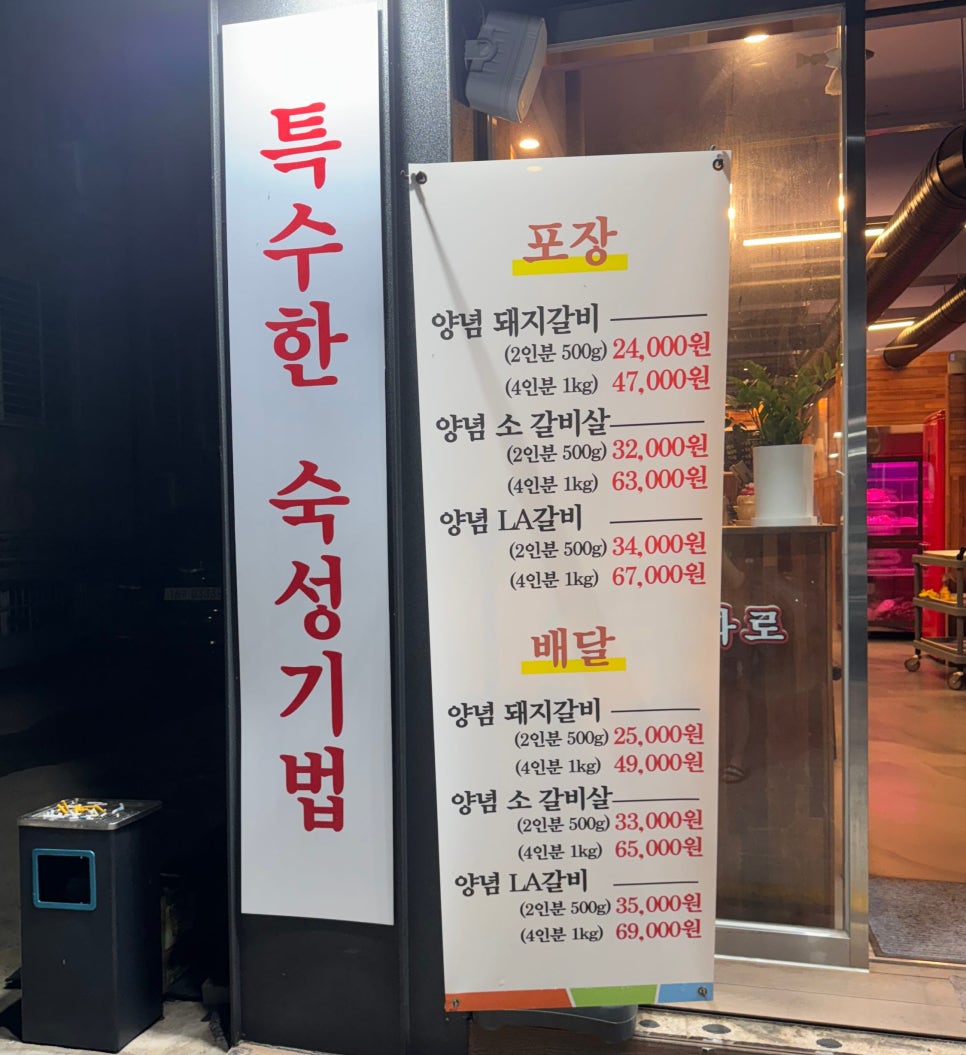 특수한 숙성기법
포장
양념 돼지갈비
(2인분 500g) 24,000원
(4인분 1kg) 47,000원
양념 소 갈비살
(2인분 500g) 32,000원
(4인분 1kg) 63,000원
양념 LA갈비
(2인분 500g) 34,000원
(4인분 1kg) 67,000원
배달
양념 돼지갈비
(2인분 500g) 25,000원
(4인분 1kg) 49,000원
양념 소 갈비살
(2인분 500g) 33,000원
(4인분 1kg) 65,000원
양념 LA갈비
(2인분 500g) 35,000원
(4인분 1kg) 69,000원